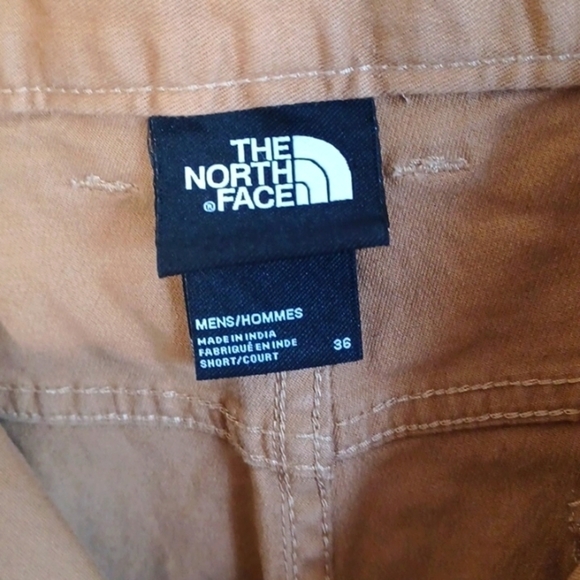 THE
NORTH
®FACE
MENS/HOMMES
MADE IN INDIA
FABRIQUÉ EN INDE
SHORT/COURT
36